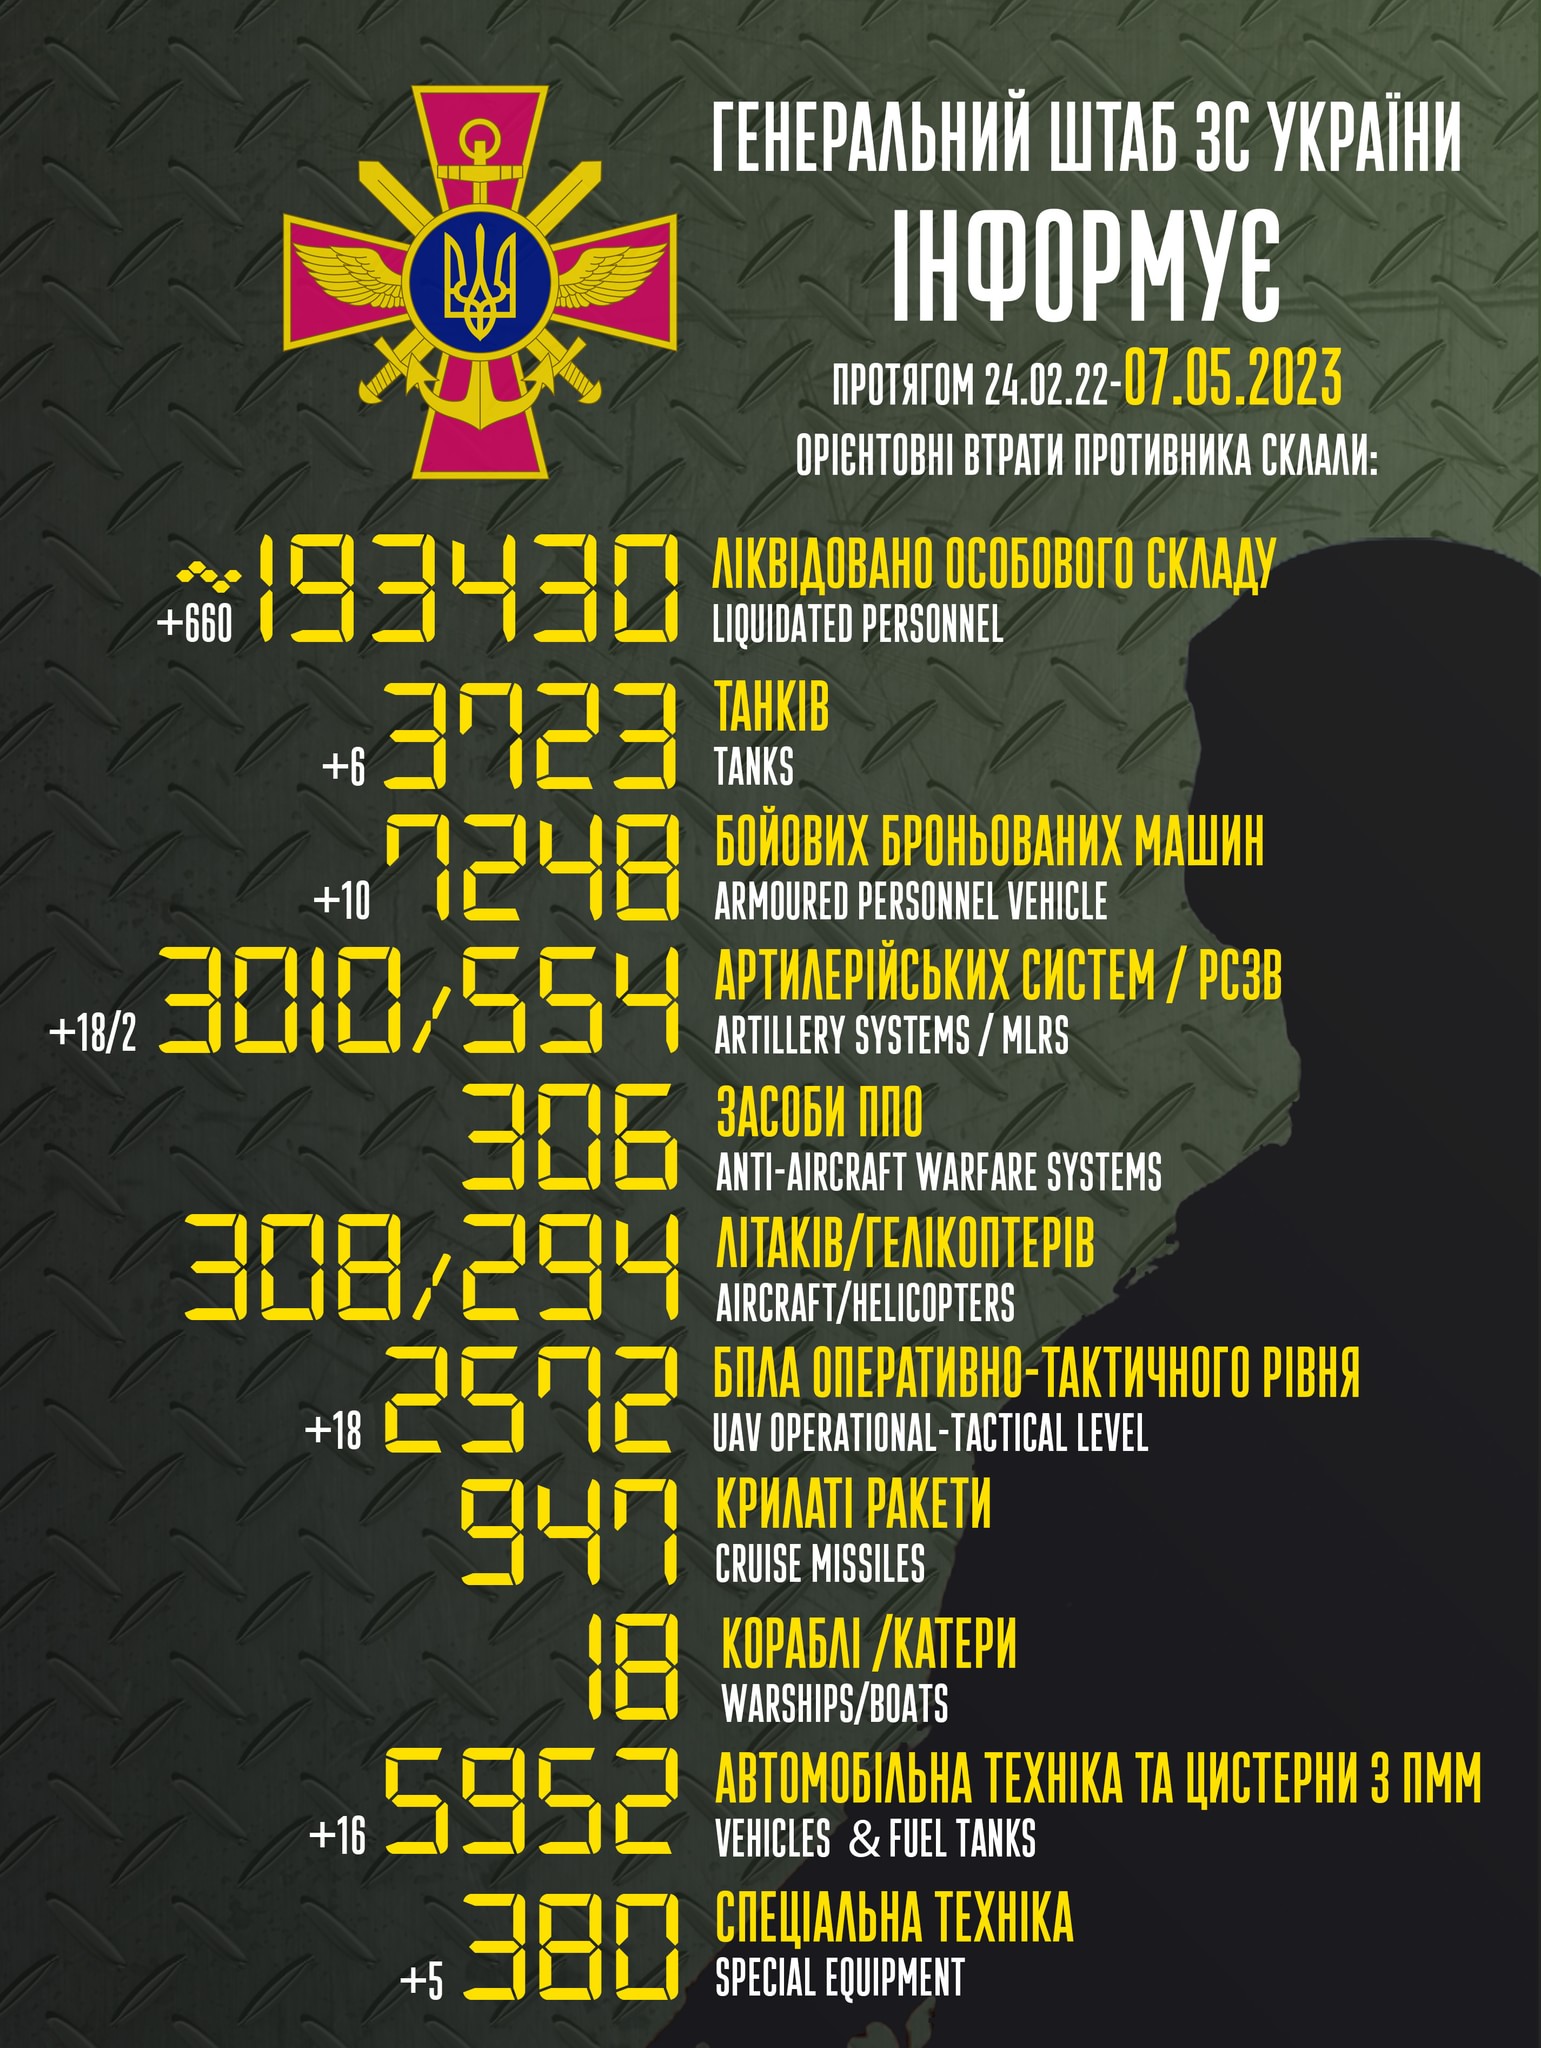 ГЕНЕРАЛЬНИЙ ШТАБ ЗС УКРАЇНИ
ІНФОРМУЄ
ПРОТЯГОМ 24.02.22-07.05.2023
ОРІЄНТОВНІ ВТРАТИ ПРОТИВНИКА СКЛАЛИ:
~193430 ЛІКВІДОВАНО ОСОБОВОГО СКЛАДУ
+660 LIQUIDATED PERSONNEL
3723 ТАНКІВ
+6 TANKS
7248 БОЙОВИХ БРОНЬОВАНИХ МАШИН
+10 ARMOURED PERSONNEL VEHICLE
3010/554 АРТИЛЕРІЙСЬКИХ СИСТЕМ / РСЗВ
+18/2 ARTILLERY SYSTEMS / MLRS
306 ЗАСОБИ ППО
ANTI-AIRCRAFT WARFARE SYSTEMS
308/294 ЛІТАКІВ/ГЕЛІКОПТЕРІВ
AIRCRAFT/HELICOPTERS
2572 БПЛА ОПЕРАТИВНО-ТАКТИЧНОГО РІВНЯ
+18 UAV OPERATIONAL-TACTICAL LEVEL
947 КРИЛАТІ РАКЕТИ
CRUISE MISSILES
18 КОРАБЛІ /КАТЕРИ
WARSHIPS/BOATS
5952 АВТОМОБІЛЬНА ТЕХНІКА ТА ЦИСТЕРНИ З ПММ
+16 VEHICLES & FUEL TANKS
380 СПЕЦІАЛЬНА ТЕХНІКА
+5 SPECIAL EQUIPMENT